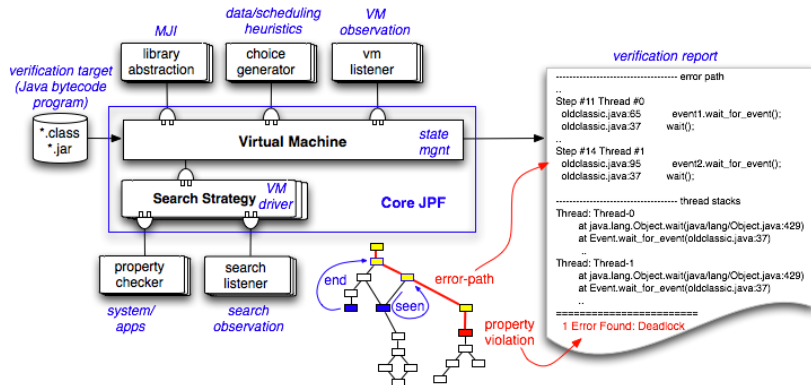 MJI
data/scheduling
heuristics
VM
observation
verification target
(Java bytecode
program)
library
abstraction
choice
generator
vm
listener
*.class
*.jar
Virtual Machine
state
mgnt
Search Strategy
VM
driver
Core JPF
property
checker
search
listener
system/
apps
search
observation
end
seen
error-path
property
violation
verification report
---------------------------------- error path
..
Step #11 Thread #0
oldclassic.java:65 event1.wait_for_event();
oldclassic.java:37 wait();
..
Step #14 Thread #1
oldclassic.java:95 event2.wait_for_event();
oldclassic.java:37 wait();
---------------------------------- thread stacks
Thread: Thread-0
at java.lang.Object.wait(java/lang/Object.java:429)
at Event.wait_for_event(oldclassic.java:37)
..
Thread: Thread-1
at java.lang.Object.wait(java/lang/Object.java:429)
at Event.wait_for_event(oldclassic.java:37)
..
========================
1 Error Found: Deadlock